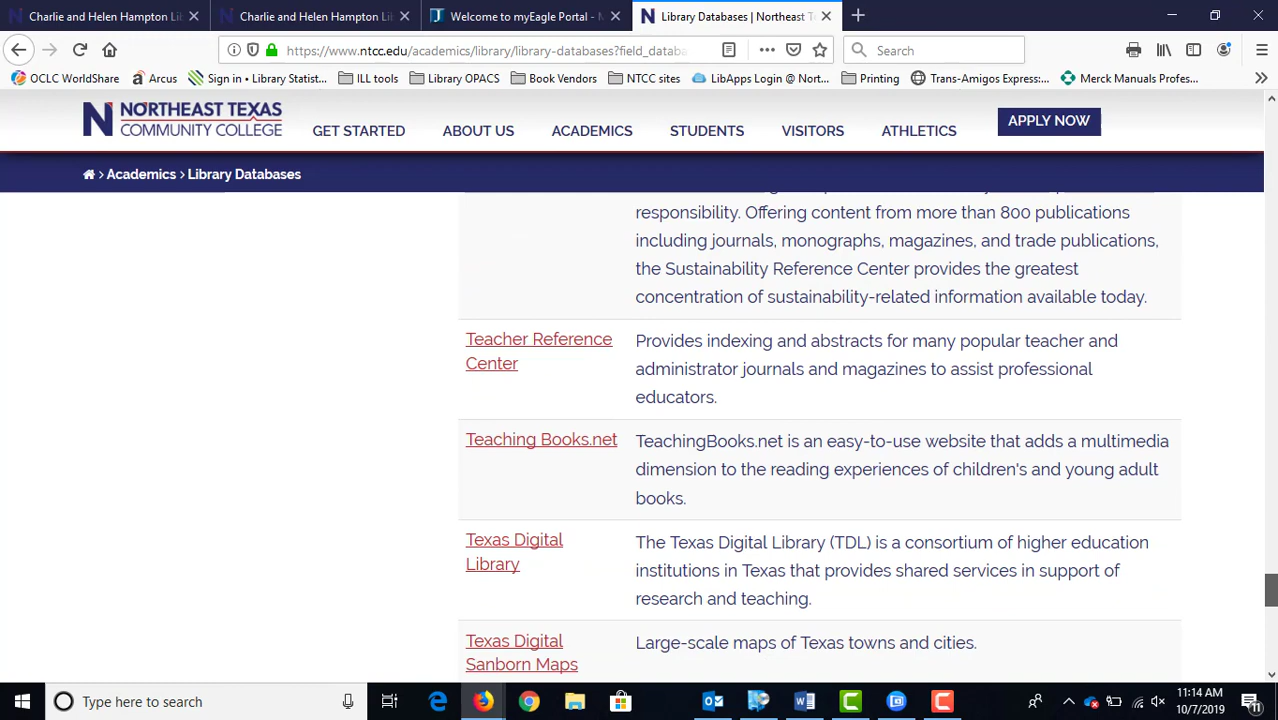 Charlie and Helen Hampton Li
Charlie and Helen Hampton Lib
Welcome to myEagle Portal - N
Library Databases | Northeast T
https://www.ntcc.edu/academics/library/library-databases?field_databa
Search
OCLC WorldShare
Arcus
Sign in • Library Statist...
ILL tools
Library OPACS
Book Vendors
NTCC sites
LibApps Login @ Nort...
Printing
Trans-Amigos Express:...
Merck Manuals Profes...
NORTHEAST TEXAS
COMMUNITY COLLEGE
GET STARTED
ABOUT US
ACADEMICS
STUDENTS
VISITORS
ATHLETICS
APPLY NOW
> Academics > Library Databases
responsibility. Offering content from more than 800 publications
including journals, monographs, magazines, and trade publications,
the Sustainability Reference Center provides the greatest
concentration of sustainability-related information available today.
Teacher Reference
Center
Provides indexing and abstracts for many popular teacher and
administrator journals and magazines to assist professional
educators.
Teaching Books.net
TeachingBooks.net is an easy-to-use website that adds a multimedia
dimension to the reading experiences of children's and young adult
books.
Texas Digital
Library
The Texas Digital Library (TDL) is a consortium of higher education
institutions in Texas that provides shared services in support of
research and teaching.
Texas Digital
Sanborn Maps
Large-scale maps of Texas towns and cities.
Type here to search
11:14 AM
10/7/2019
11